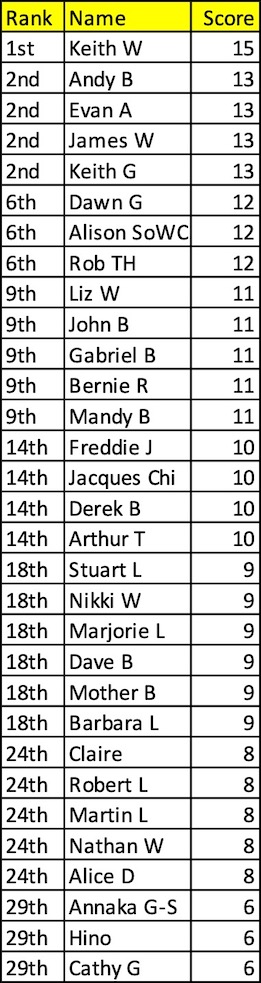 Rank Name Score
1st Keith W 15
2nd Andy B 13
2nd Evan A 13
2nd James W 13
2nd Keith G 13
6th Dawn G 12
6th Alison SoWC 12
6th Rob TH 12
9th Liz W 11
9th John B 11
9th Gabriel B 11
9th Bernie R 11
9th Mandy B 11
14th Freddie J 10
14th Jacques Chi 10
14th Derek B 10
14th Arthur T 10
18th Stuart L 9
18th Nikki W 9
18th Marjorie L 9
18th Dave B 9
18th Mother B 9
18th Barbara L 9
24th Claire 8
24th Robert L 8
24th Martin L 8
24th Nathan W 8
24th Alice D 8
29th Annaka G-S 6
29th Hino 6
29th Cathy G 6